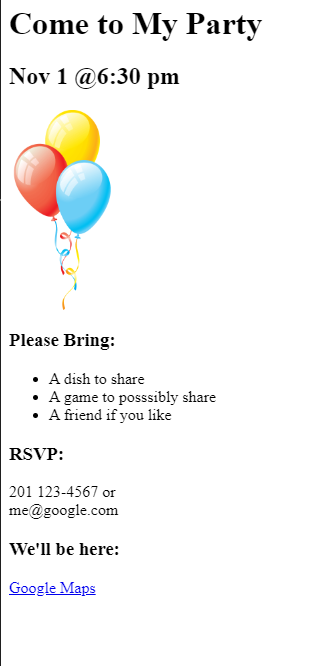 Come to My Party
Nov 1 @6:30 pm
Please Bring:
A dish to share
A game to posssibly share
A friend if you like
RSVP:
201 123-4567 or
me@google.com
We'll be here:
Google Maps